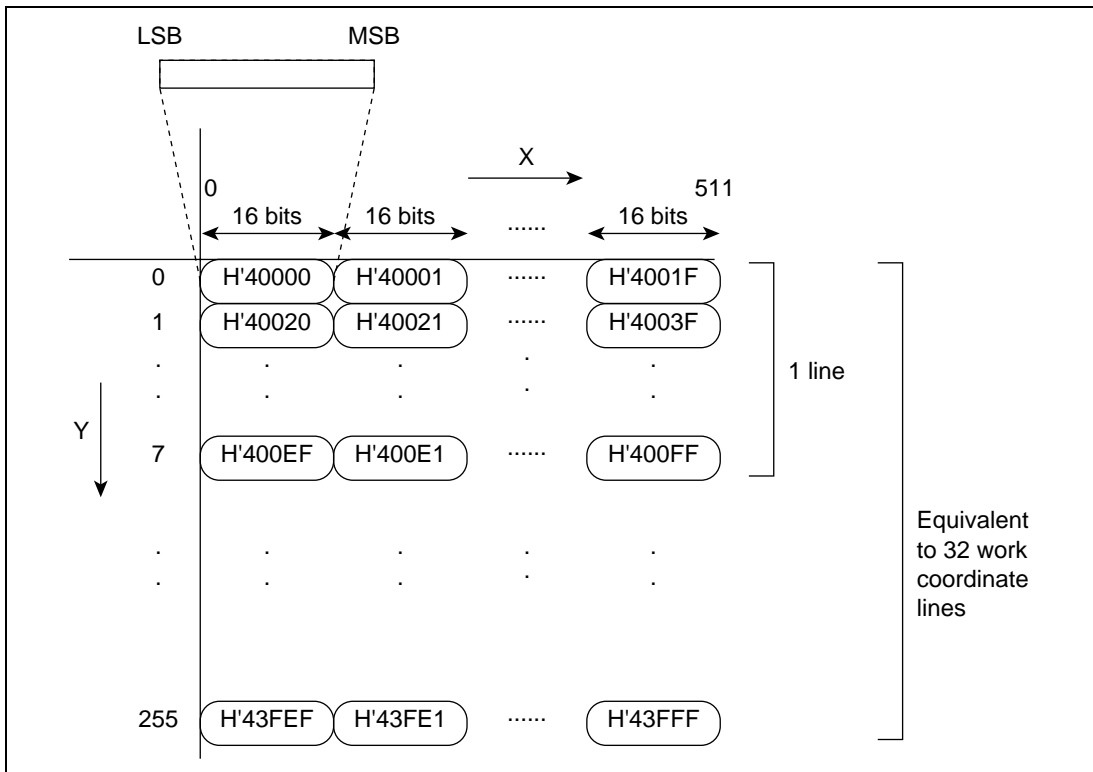 LSB MSB
X
0 511
16 bits 16 bits ...... 16 bits
0 H'40000 H'40001 ...... H'4001F
1 H'40020 H'40021 ...... H'4003F
1 line
Y
7 H'400EF H'400E1 ...... H'400FF
Equivalent
to 32 work
coordinate
lines
255 H'43FEF H'43FE1 ...... H'43FFF